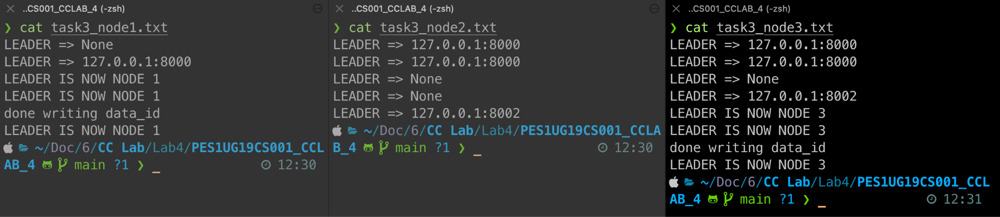 ..CS001_CCLAB_4 (-zsh)
❯ cat task3_node1.txt
LEADER => None
LEADER => 127.0.0.1:8000
LEADER IS NOW NODE 1
LEADER IS NOW NODE 1
done writing data_id
LEADER IS NOW NODE 1
~/Doc/6/CC Lab/Lab4/PES1UG19CS001_CCL
AB_4 main ?1 ❯ _ 12:30
..CS001_CCLAB_4 (-zsh)
❯ cat task3_node2.txt
LEADER => 127.0.0.1:8000
LEADER => 127.0.0.1:8000
LEADER => None
LEADER => None
LEADER => 127.0.0.1:8002
~/Doc/6/CC Lab/Lab4/PES1UG19CS001_CCLA
B_4 main ?1 ❯ _ 12:30
..CS001_CCLAB_4 (-zsh)
❯ cat task3_node3.txt
LEADER => 127.0.0.1:8000
LEADER => 127.0.0.1:8000
LEADER => None
LEADER => 127.0.0.1:8002
LEADER IS NOW NODE 3
LEADER IS NOW NODE 3
done writing data_id
LEADER IS NOW NODE 3
~/Doc/6/CC Lab/Lab4/PES1UG19CS001_CCL
AB_4 main ?1 ❯ _ 12:31